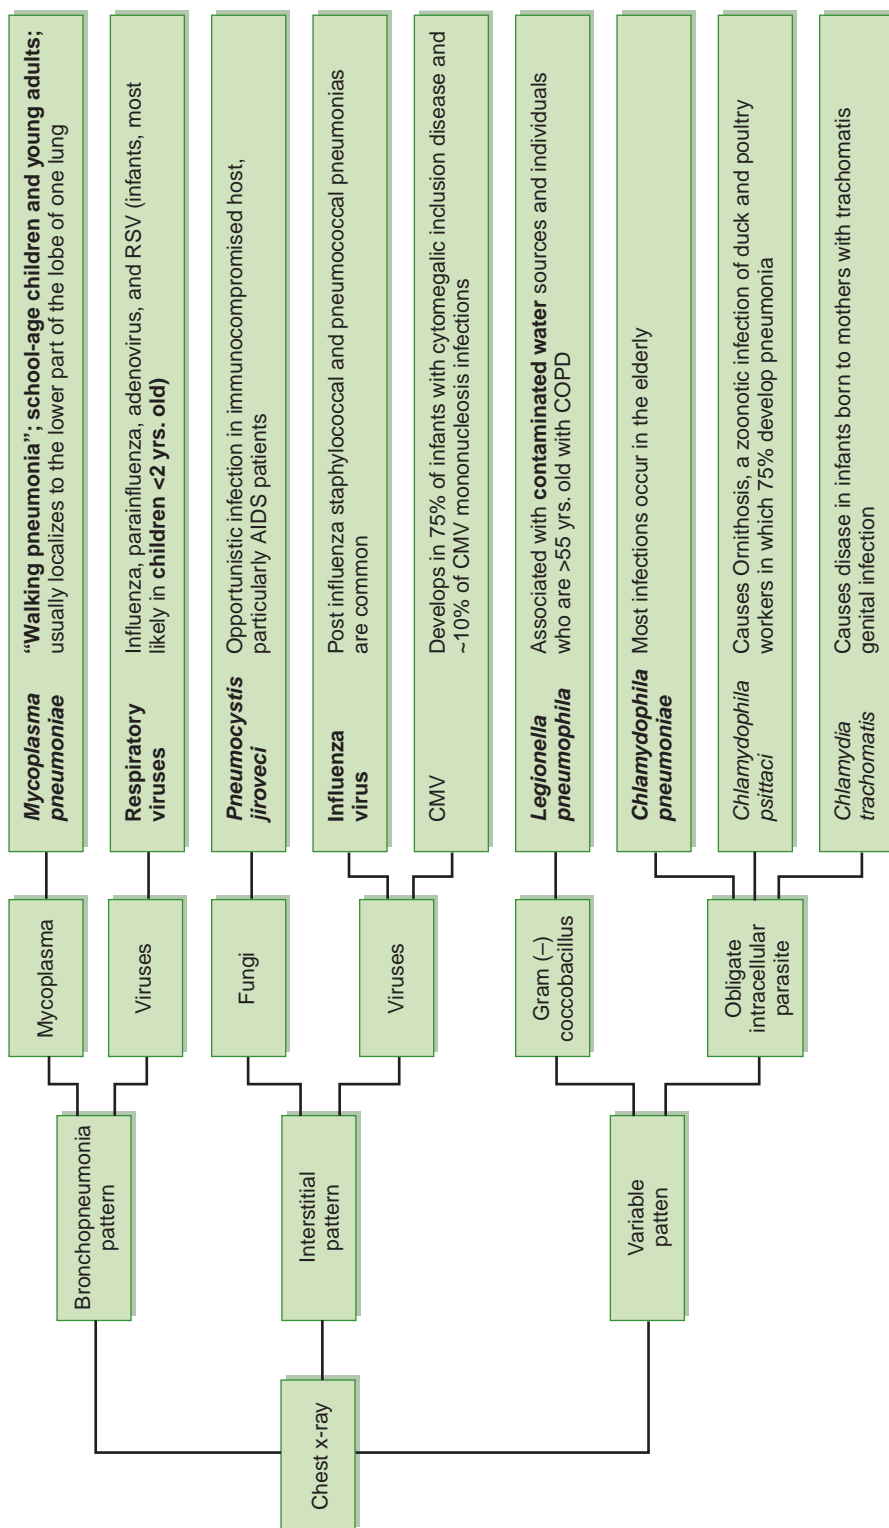 Chest x-ray
Bronchopneumonia
pattern
Mycoplasma
Mycoplasma
pneumoniae
“Walking pneumonia”; school-age children and young adults;
usually localizes to the lower part of the lobe of one lung
Viruses
Respiratory
viruses
Influenza, parainfluenza, adenovirus, and RSV (infants, most
likely in children <2 yrs. old)
Interstitial
pattern
Fungi
Pneumocystis
jiroveci
Opportunistic infection in immunocompromised host,
particularly AIDS patients
Viruses
Influenza
virus
Post influenza staphylococcal and pneumococcal pneumonias
are common
CMV
Develops in 75% of infants with cytomegalic inclusion disease and
~10% of CMV mononucleosis infections
Variable
patten
Gram (–)
coccobacillus
Legionella
pneumophila
Associated with contaminated water sources and individuals
who are >55 yrs. old with COPD
Obligate
intracellular
parasite
Chlamydophila
pneumoniae
Most infections occur in the elderly
Chlamydophila
psittaci
Causes Ornithosis, a zoonotic infection of duck and poultry
workers in which 75% develop pneumonia
Chlamydia
trachomatis
Causes disase in infants born to mothers with trachomatis
genital infection